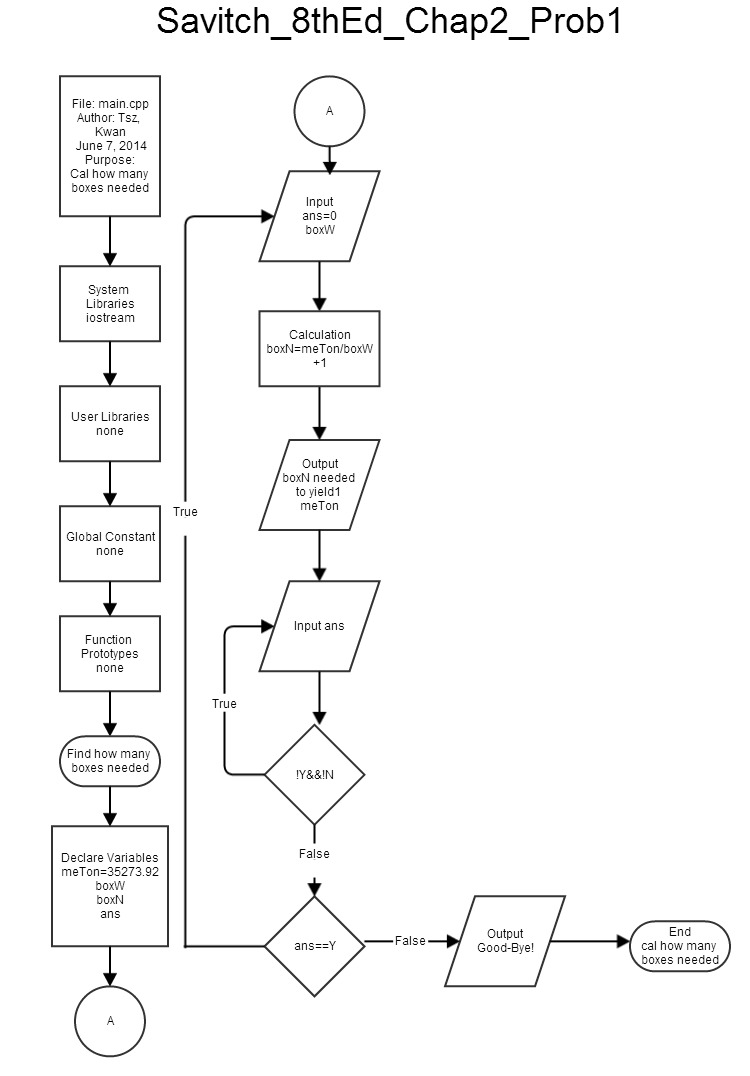 Savitch_8thEd_Chap2_Prob1
File: main.cpp
Author: Tsz,
Kwan
June 7, 2014
Purpose:
Cal how many
boxes needed
System
Libraries
iostream
User Libraries
none
Global Constant
none
Function
Prototypes
none
Find how many
boxes needed
Declare Variables
meTon=35273.92
boxW
boxN
ans
A
A
Input
ans=0
boxW
Calculation
boxN=meTon/boxW
+1
Output
boxN needed
to yield1
meTon
Input ans
True
!Y&&!N
False
True
ans==Y
False
Output
Good-Bye!
End
cal how many
boxes needed